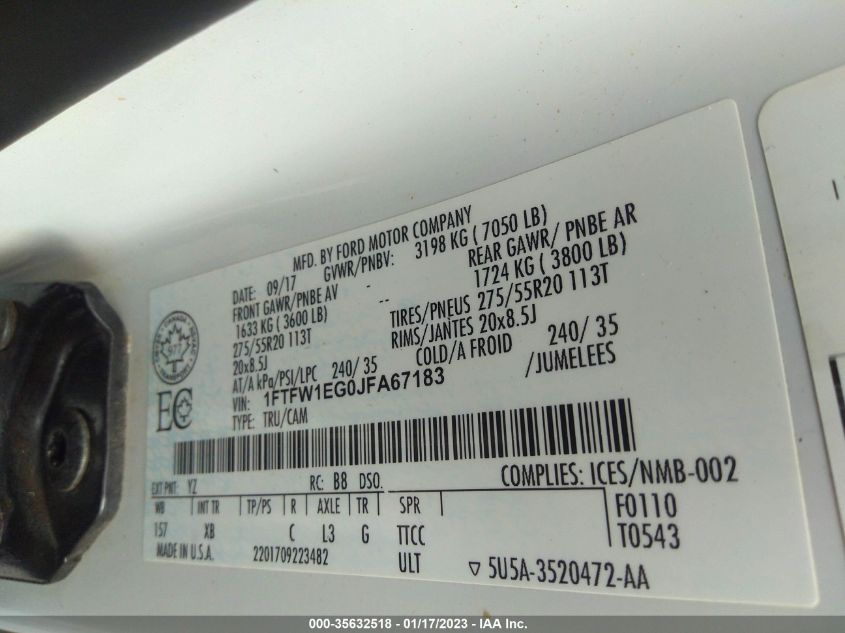 MFD. BY FORD MOTOR COMPANY
DATE: 09/17 GVWR/PNBV: 3198 KG ( 7050 LB)
FRONT GAWR/PNBE AV -- REAR GAWR/ PNBE AR
1633 KG ( 3600 LB) -- 1724 KG ( 3800 LB)
275/55R20 113T TIRES/PNEUS 275/55R20 113T
20x8.5J RIMS/JANTES 20x8.5J
AT/A kPa/PSI/LPC 240/ 35 COLD/A FROID 240/ 35
VIN: 1FTFW1EG0JFA67183 /JUMELEES
TYPE: TRU/CAM
EC
EXT PNT: YZ RC: B8 DSO: COMPLIES: ICES/NMB-002
WB INT TR TP/PS R AXLE TR SPR F0110
157 XB C L3 G TTCC T0543
MADE IN U.S.A. 2201709223482 ULT ▽ 5U5A-3520472-AA
000-35632518 - 01/17/2023 - IAA Inc.